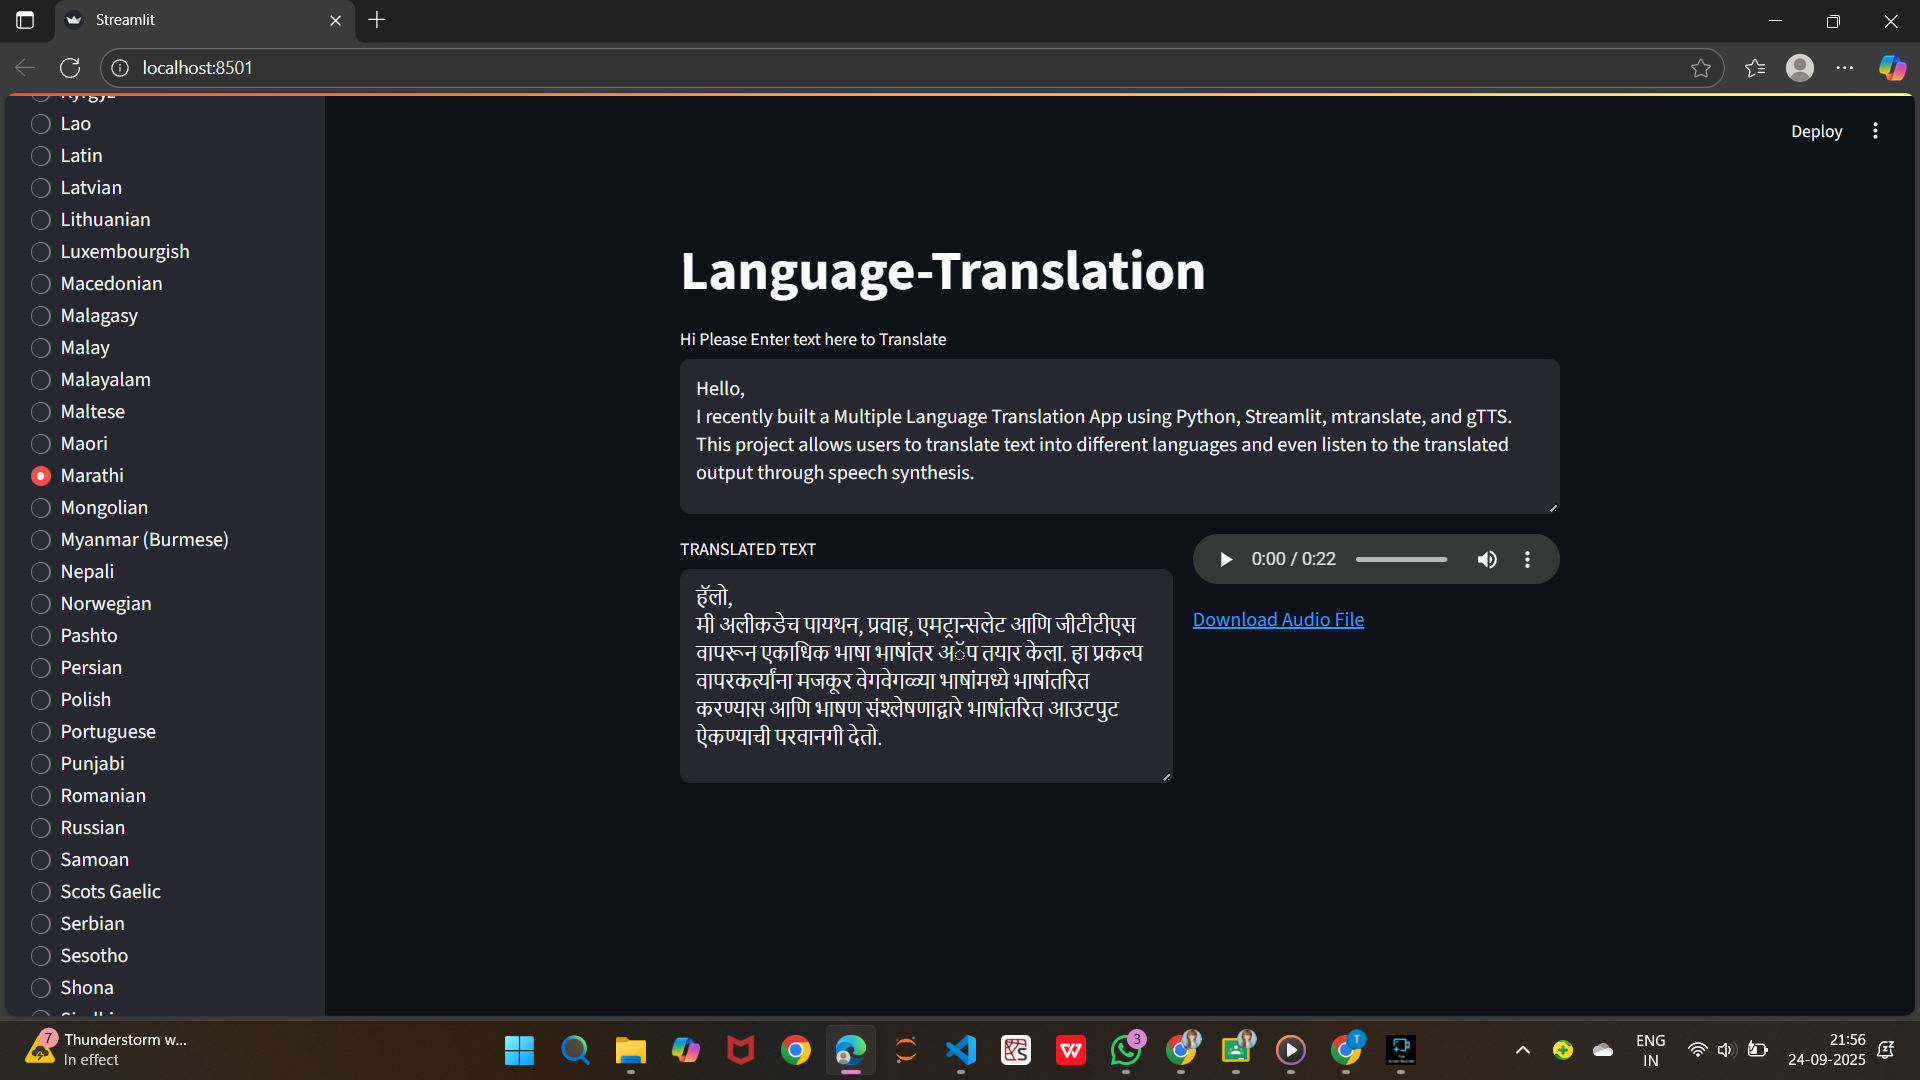 Streamlit
localhost:8501
Lao
Latin
Latvian
Lithuanian
Luxembourgish
Macedonian
Malagasy
Malay
Malayalam
Maltese
Maori
Marathi
Mongolian
Myanmar (Burmese)
Nepali
Norwegian
Pashto
Persian
Polish
Portuguese
Punjabi
Romanian
Russian
Samoan
Scots Gaelic
Serbian
Sesotho
Shona
Deploy
Language-Translation
Hi Please Enter text here to Translate
Hello,
I recently built a Multiple Language Translation App using Python, Streamlit, mtranslate, and gTTS.
This project allows users to translate text into different languages and even listen to the translated
output through speech synthesis.
TRANSLATED TEXT
हॅलो,
मी अलीकडेच पायथन, प्रवाह, एमट्रान्सलेट आणि जीटीटीएस
वापरून एकाधिक भाषा भाषांतर अ‍ॅप तयार केला. हा प्रकल्प
वापरकर्त्यांना मजकूर वेगवेगळ्या भाषांमध्ये भाषांतरित
करण्यास आणि भाषण संश्लेषणाद्वारे भाषांतरित आउटपुट
ऐकण्याची परवानगी देतो.
0:00 / 0:22
Download Audio File
7
Thunderstorm w...
In effect
W
3
T
ENG
IN
21:56
24-09-2025